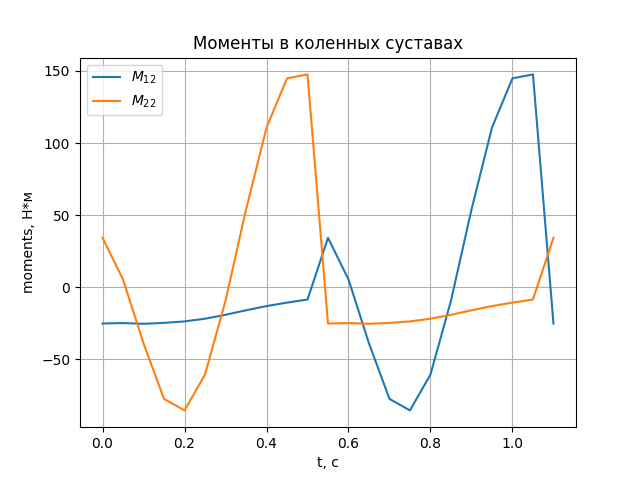 Моменты в коленных суставах
M12
M22
150
100
50
0
−50
moments, Н*м
0.0 0.2 0.4 0.6 0.8 1.0
t, c